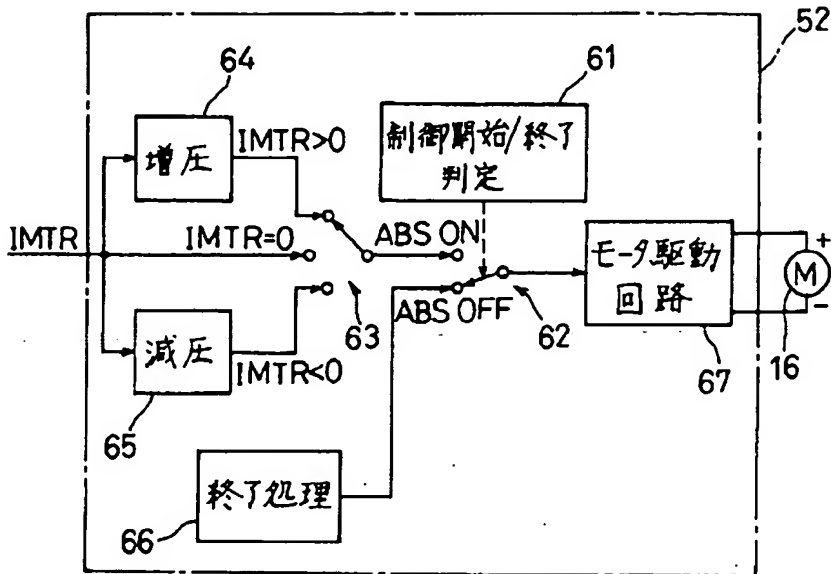 52
64
61
増圧
IMTR>0
制御開始/終了
判定
IMTR
IMTR=0
ABS ON
モータ駆動
回路
+
M
-
ABS OFF
63
62
減圧
IMTR<0
67
16
65
終了処理
66